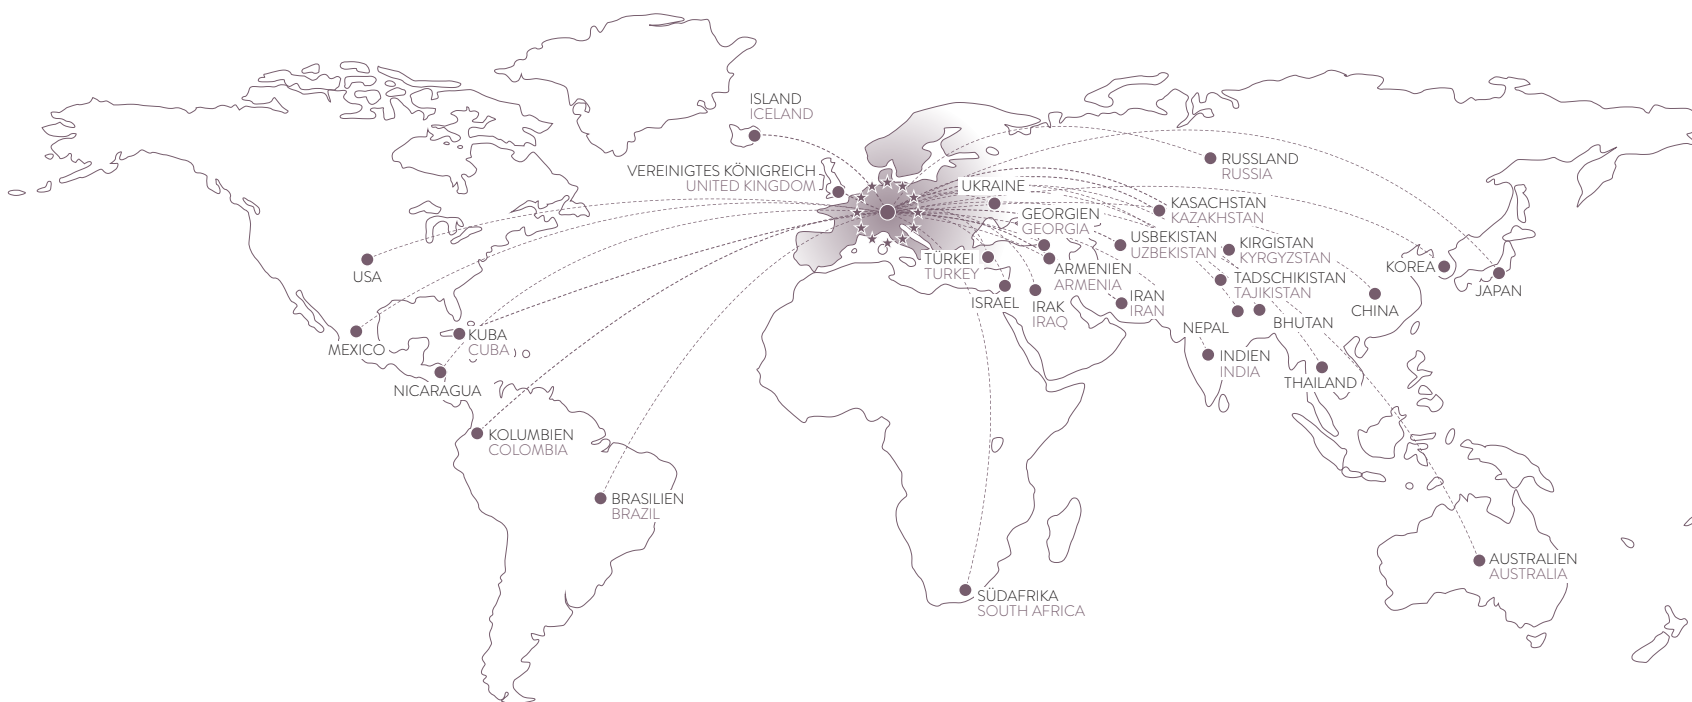 ISLAND
ICELAND
VEREINIGTES KÖNIGREICH
UNITED KINGDOM
RUSSLAND
RUSSIA
UKRAINE
KASACHSTAN
KAZAKHSTAN
GEORGIEN
GEORGIA
USBEKISTAN
UZBEKISTAN
KIRGISTAN
KYRGYZSTAN
TÜRKEI
TURKEY
ARMENIEN
ARMENIA
TADSCHIKISTAN
TAJIKISTAN
KOREA
JAPAN
USA
ISRAEL
IRAK
IRAQ
IRAN
IRAN
CHINA
NEPAL
BHUTAN
KUBA
CUBA
MEXICO
INDIEN
INDIA
THAILAND
NICARAGUA
KOLUMBIEN
COLOMBIA
BRASILIEN
BRAZIL
AUSTRALIEN
AUSTRALIA
SÜDAFRIKA
SOUTH AFRICA